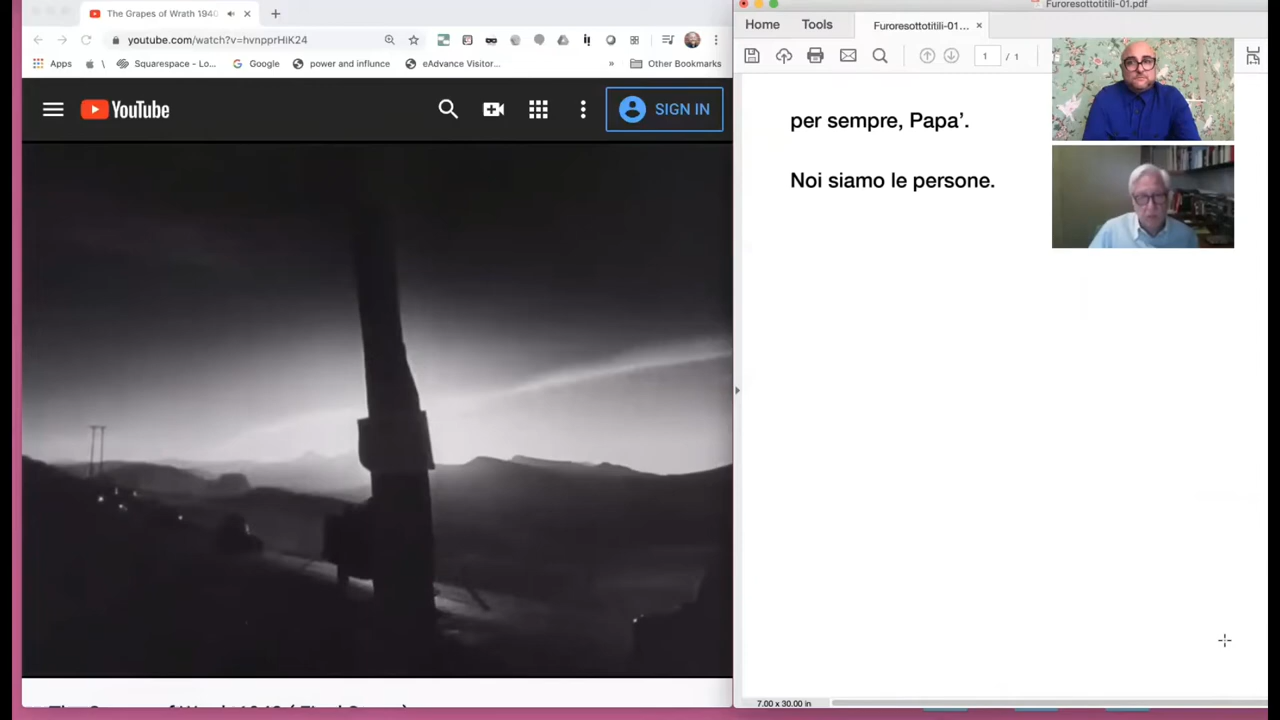 The Grapes of Wrath 1940
youtube.com/watch?v=hvnpprHiK24
Apps
Squarespace - Lo...
Google
power and influnce
eAdvance Visitor...
»
Other Bookmarks
YouTube
SIGN IN
Furoresottotitili-01.pdf
Home
Tools
Furoresottotitili-01...
1
/ 1
per sempre, Papa’.
Noi siamo le persone.
7.00 x 30.00 in